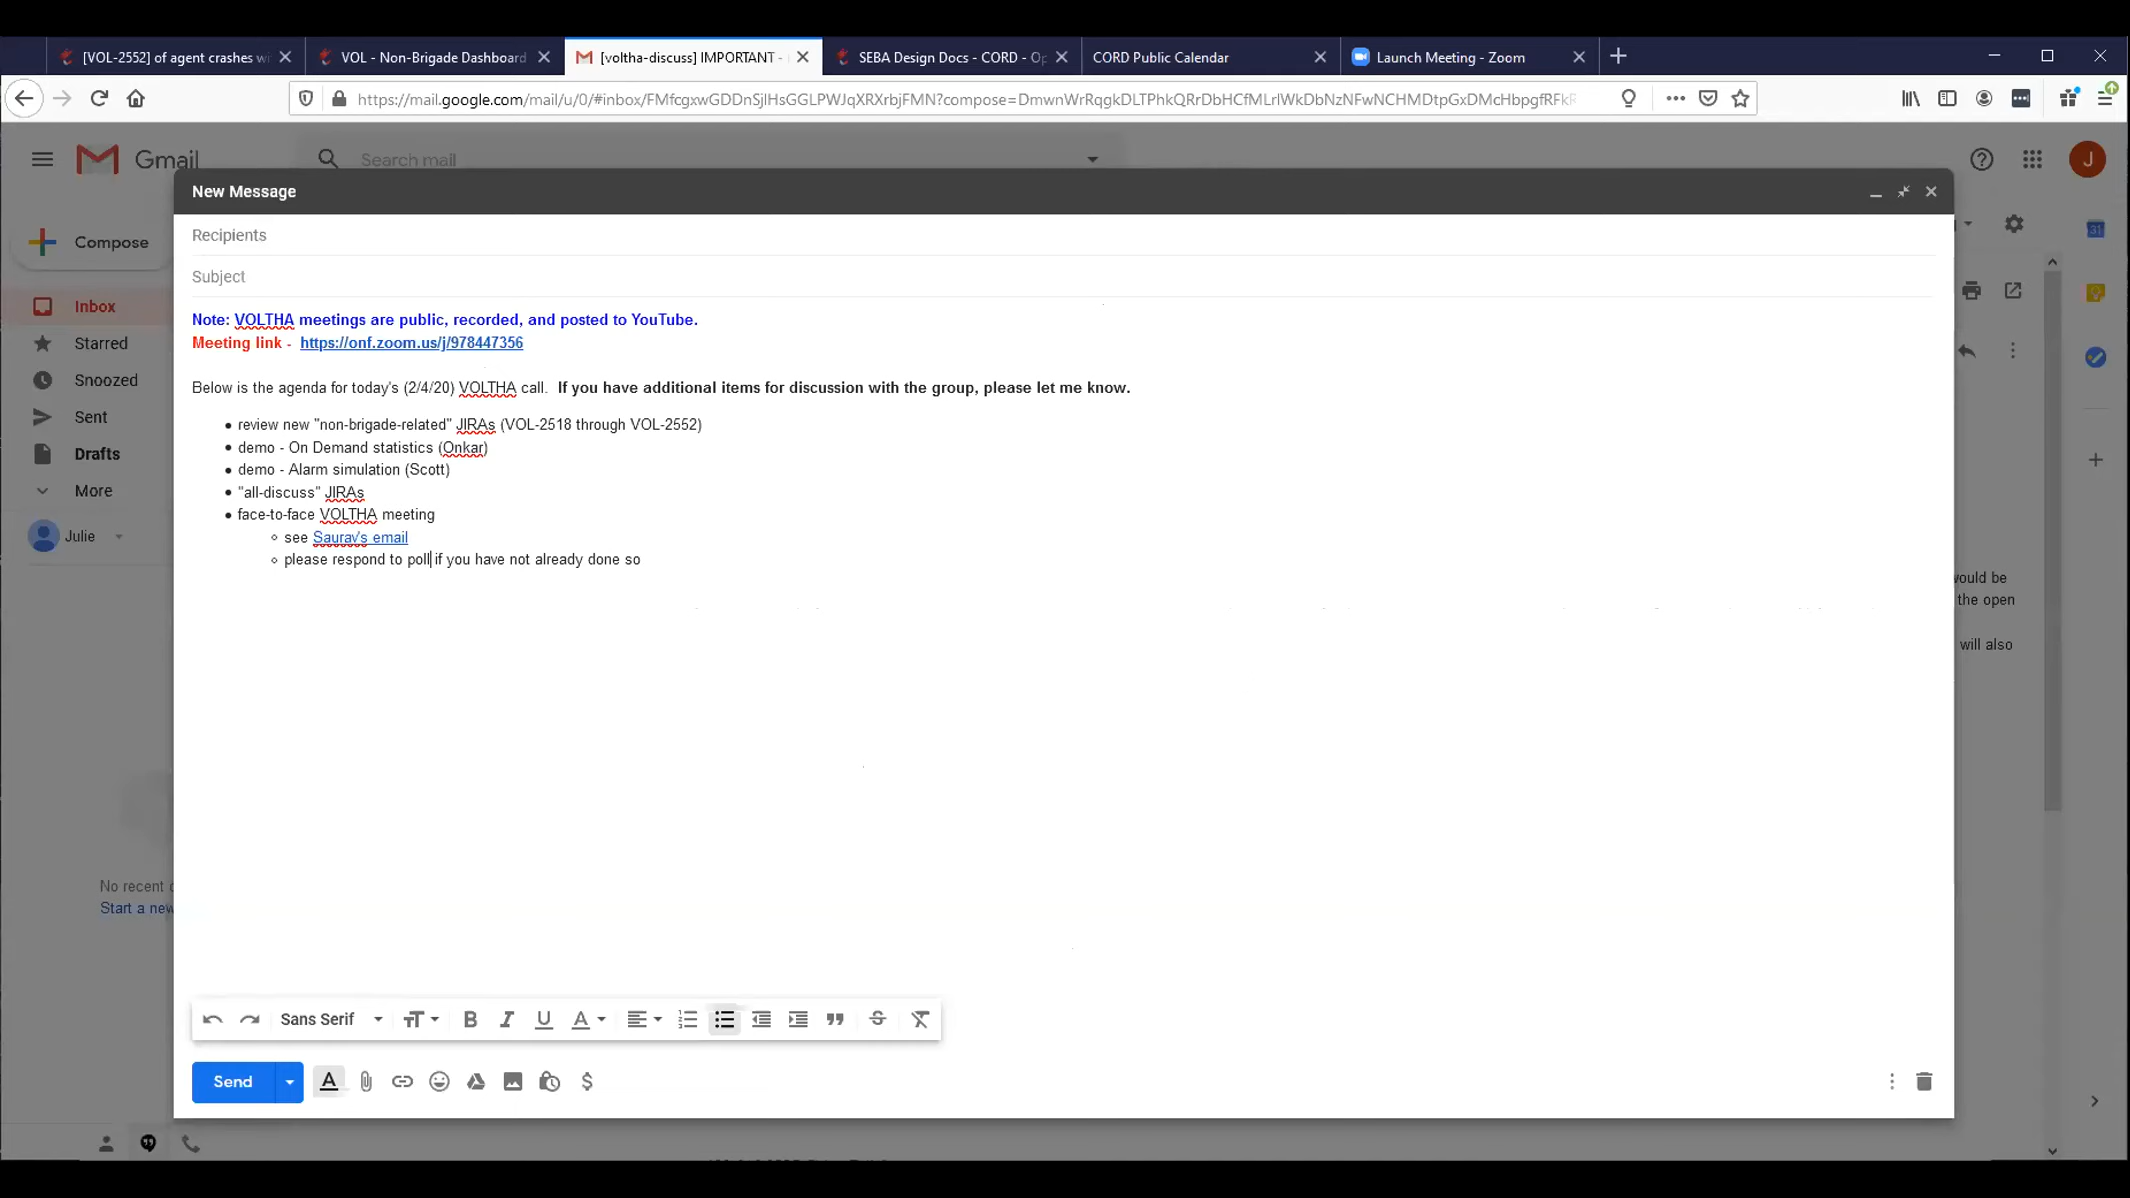 [VOL-2552] of agent crashes wi
VOL - Non-Brigade Dashboard
[voltha-discuss] IMPORTANT -
SEBA Design Docs - CORD - Op
CORD Public Calendar
Launch Meeting - Zoom
https://mail.google.com/mail/u/0/#inbox/FMfcgxwGDDnSjlHsGGLPWJqXRXrbjFMN?compose=DmwnWrRqgkDLTPhkQRrDbHCfMLrlWkDbNzNFwNCHMDtpGxDMcHbpgfRFkR
Gmail
Search mail
J
New Message
Compose
Recipients
Subject
31
Inbox
Starred
Snoozed
Sent
Drafts
More
Julie
Note: VOLTHA meetings are public, recorded, and posted to YouTube.
Meeting link - https://onf.zoom.us/j/978447356
Below is the agenda for today's (2/4/20) VOLTHA call. If you have additional items for discussion with the group, please let me know.
• review new "non-brigade-related" JIRAs (VOL-2518 through VOL-2552)
• demo - On Demand statistics (Onkar)
• demo - Alarm simulation (Scott)
• "all-discuss" JIRAs
• face-to-face VOLTHA meeting
◦ see Saurav's email
◦ please respond to poll if you have not already done so
would be
the open
will also
No recent
Start a new
Sans Serif
Send